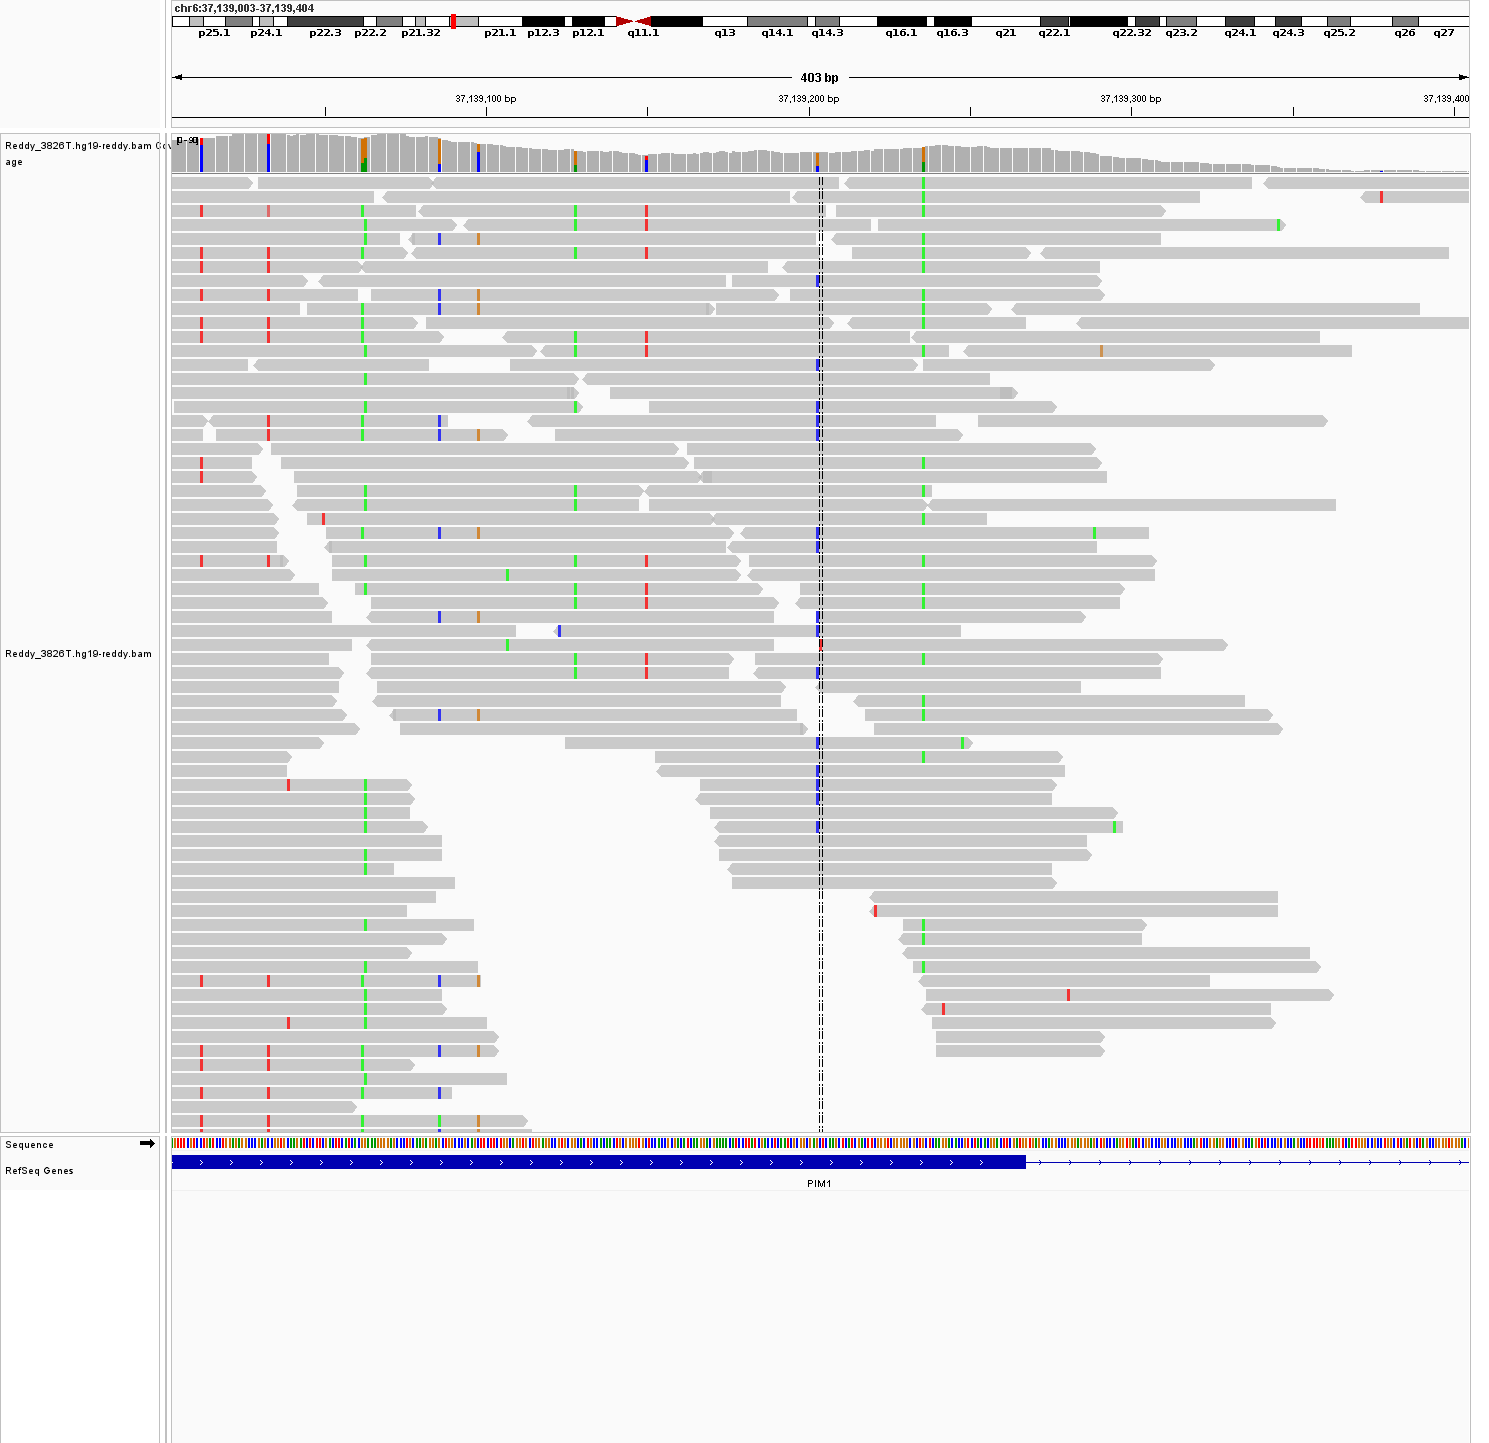 chr6:37,139,003-37,139,404
p25.1 p24.1 p22.3 p22.2 p21.32 p21.1 p12.3 p12.1 q11.1 q13 q14.1 q14.3 q16.1 q16.3 q21 q22.1 q22.32 q23.2 q24.1 q24.3 q25.2 q26 q27
403 bp
37,139,100 bp 37,139,200 bp 37,139,300 bp 37,139,400
Reddy_3826T.hg19-reddy.bam Cov
age
Reddy_3826T.hg19-reddy.bam
Sequence
RefSeq Genes
PIM1